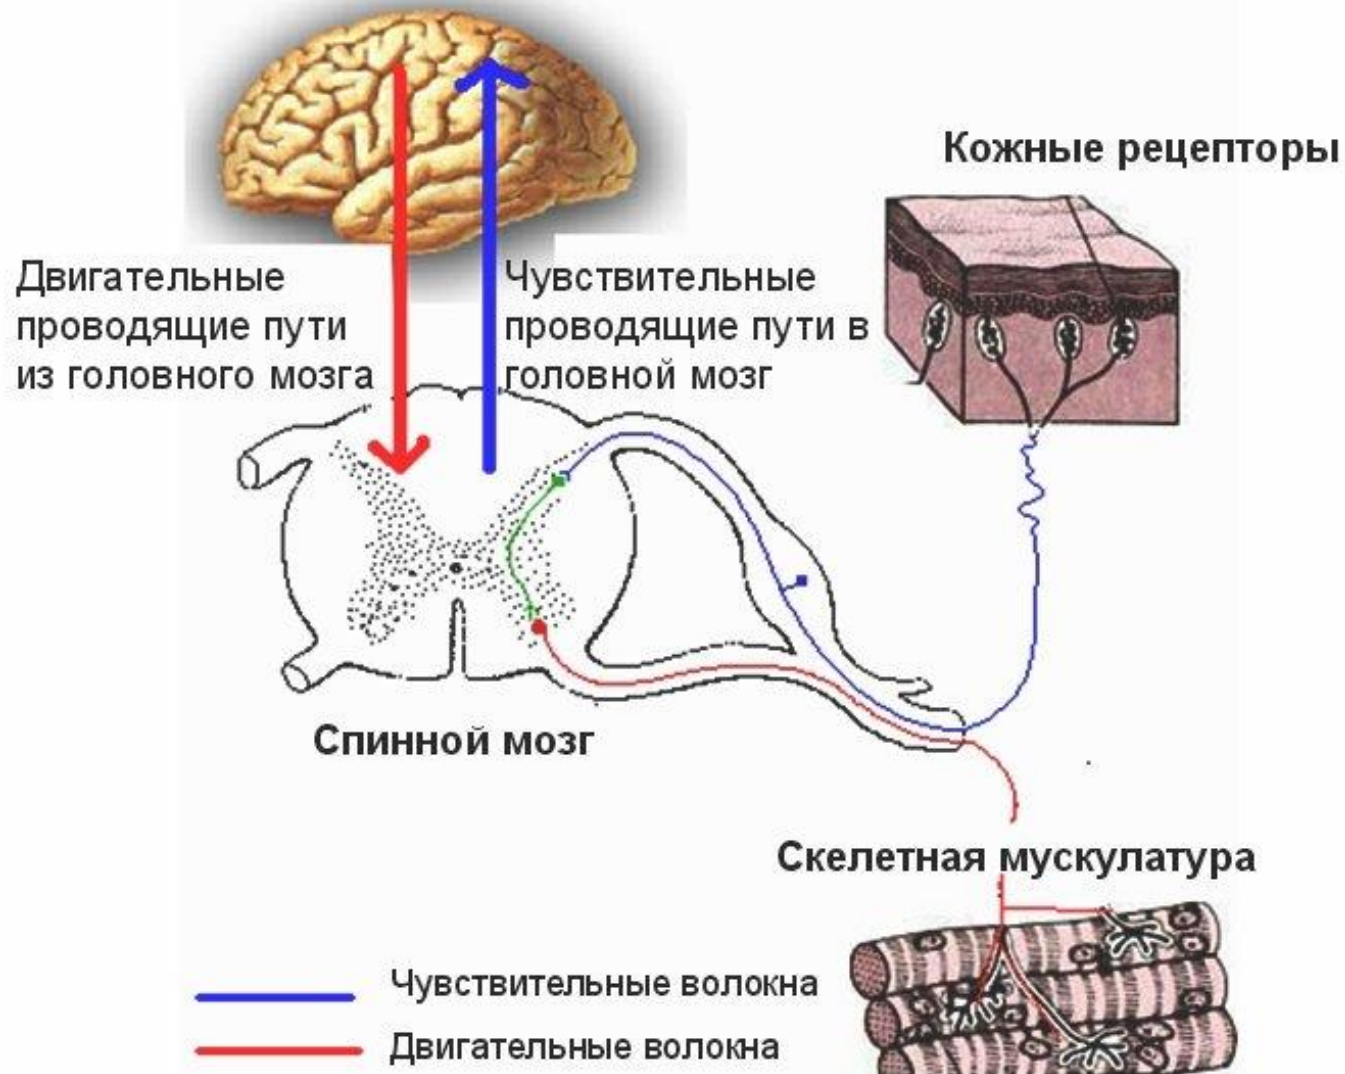 Кожные рецепторы
Двигательные
проводящие пути
из головного мозга
Чувствительные
проводящие пути в
головной мозг
Спинной мозг
Скелетная мускулатура
Чувствительные волокна
Двигательные волокна